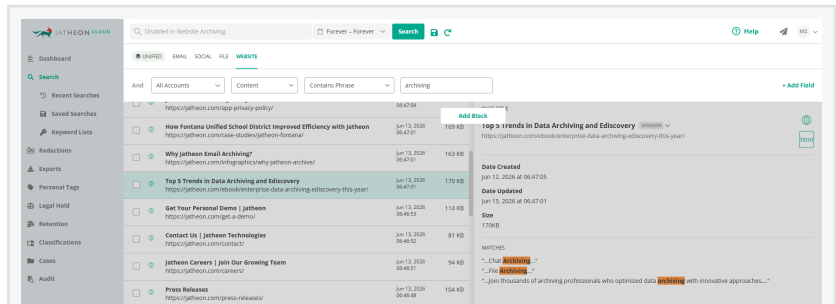 JATHEON CLOUD
Disabled in Website Archiving
Forever – Forever
Search
Help
MZ
UNIFIED EMAIL SOCIAL FILE WEBSITE
And All Accounts Content Contains Phrase archiving + Add Field
Add Block
Dashboard
Search
Recent Searches
Saved Searches
Keyword Lists
Redactions
Exports
Personal Tags
Legal Hold
Retention
Classifications
Cases
Audit
https://jatheon.com/app-privacy-policy/
06:47:09
How Fontana Unified School District Improved Efficiency with Jatheon
https://jatheon.com/case-studies/jatheon-fontana/
Jun 13, 2026
06:47:01
169 KB
Why Jatheon Email Archiving?
https://jatheon.com/infographics/why-jatheon-archive/
Jun 13, 2026
06:47:01
163 KB
Top 5 Trends in Data Archiving and Ediscovery
https://jatheon.com/ebook/enterprise-data-archiving-ediscovery-this-year/
Jun 13, 2026
06:47:01
170 KB
Get Your Personal Demo | Jatheon
https://jatheon.com/get-a-demo/
Jun 13, 2026
06:46:53
114 KB
Contact Us | Jatheon Technologies
https://jatheon.com/contact/
Jun 13, 2026
06:46:52
81 KB
Jatheon Careers | Join Our Growing Team
https://jatheon.com/careers/
Jun 13, 2026
06:46:51
94 KB
Press Releases
https://jatheon.com/press-releases/
Jun 13, 2026
06:46:48
104 KB
Top 5 Trends in Data Archiving and Ediscovery VERSION
https://jatheon.com/ebook/enterprise-data-archiving-ediscovery-this-year/
html
Date Created
Jun 12, 2026 at 06:47:05
Date Updated
Jun 13, 2026 at 06:47:01
Size
170KB
MATCHES
"...Chat Archiving..."
"...File Archiving..."
"...Join thousands of archiving professionals who optimized data archiving with innovative approaches...."